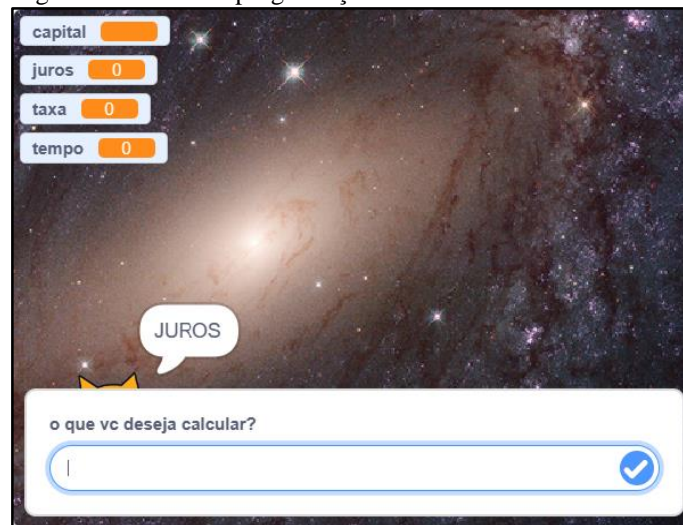 capital
juros 0
taxa 0
tempo 0
JUROS
o que vc deseja calcular?